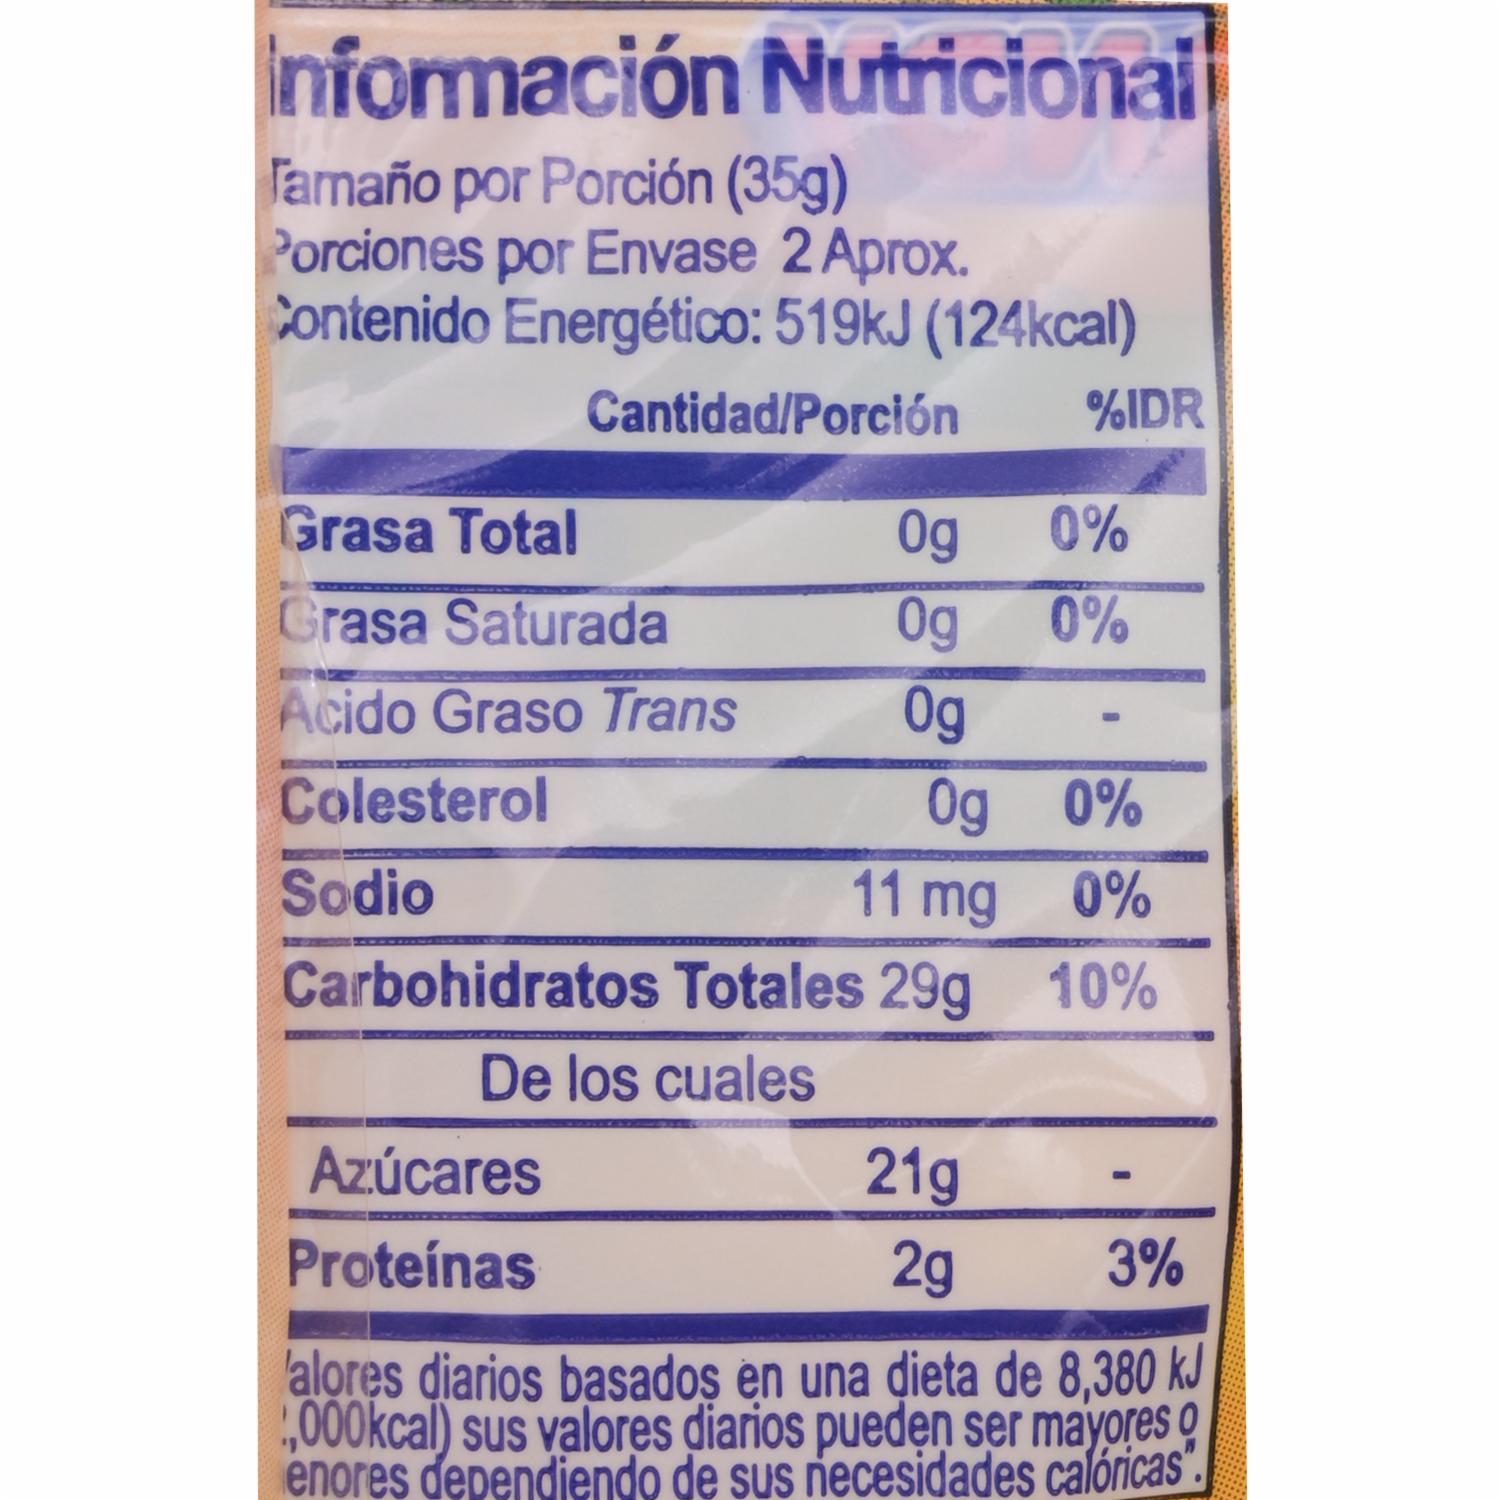 Información Nutricional
Tamaño por Porción (35g)
Porciones por Envase 2 Aprox.
Contenido Energético: 519kJ (124kcal)
Cantidad/Porción %IDR
Grasa Total 0g 0%
Grasa Saturada 0g 0%
Acido Graso Trans 0g -
Colesterol 0g 0%
Sodio 11 mg 0%
Carbohidratos Totales 29g 10%
De los cuales
Azúcares 21g -
Proteínas 2g 3%
alores diarios basados en una dieta de 8,380 kJ
,000kcal) sus valores diarios pueden ser mayores o
enores dependiendo de sus necesidades calóricas".